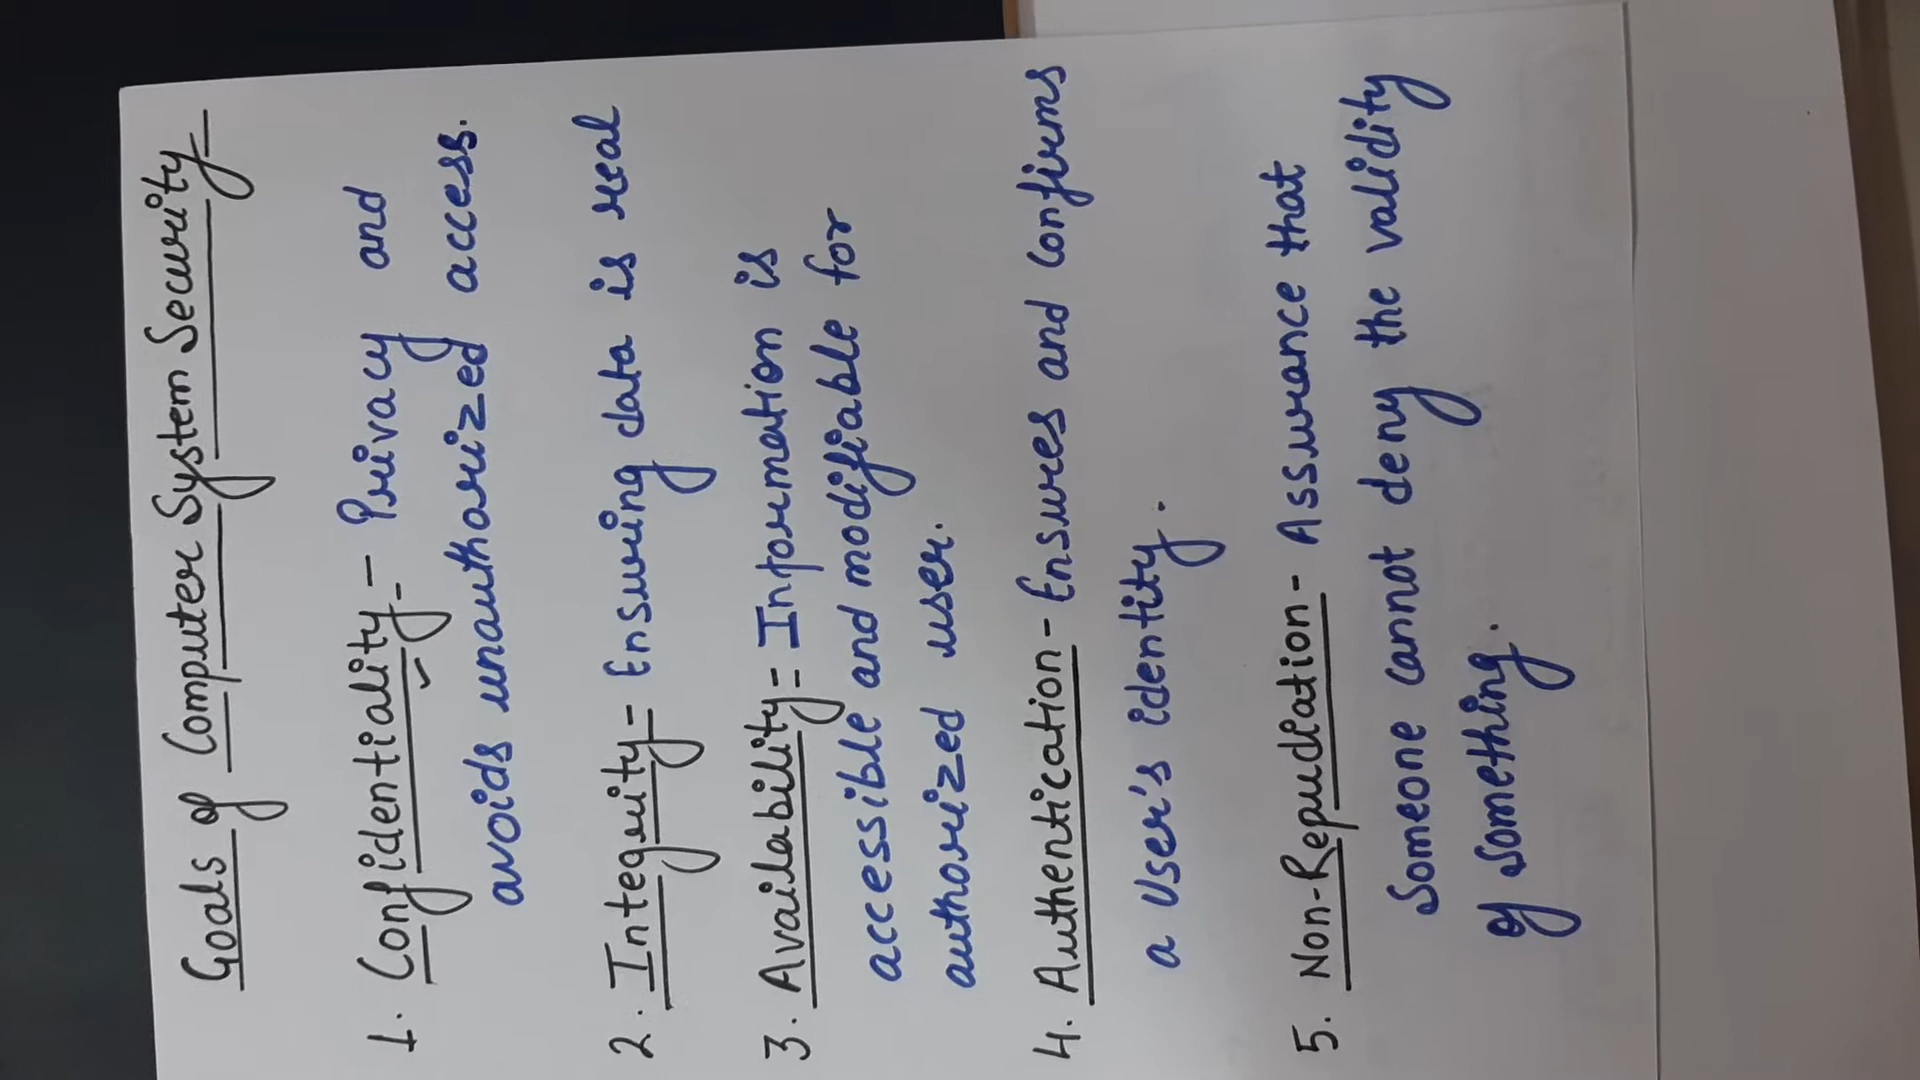 Goals of Computer System Security
1. Confidentiality - Privacy and
avoids unauthorized access.
2. Integrity - Ensuring data is real
3. Availability - Information is
accessible and modifiable for
authorized user.
4. Authentication - Ensures and confirms
a User's identity.
5. Non-Repudiation - Assurance that
Someone cannot deny the validity
of something.